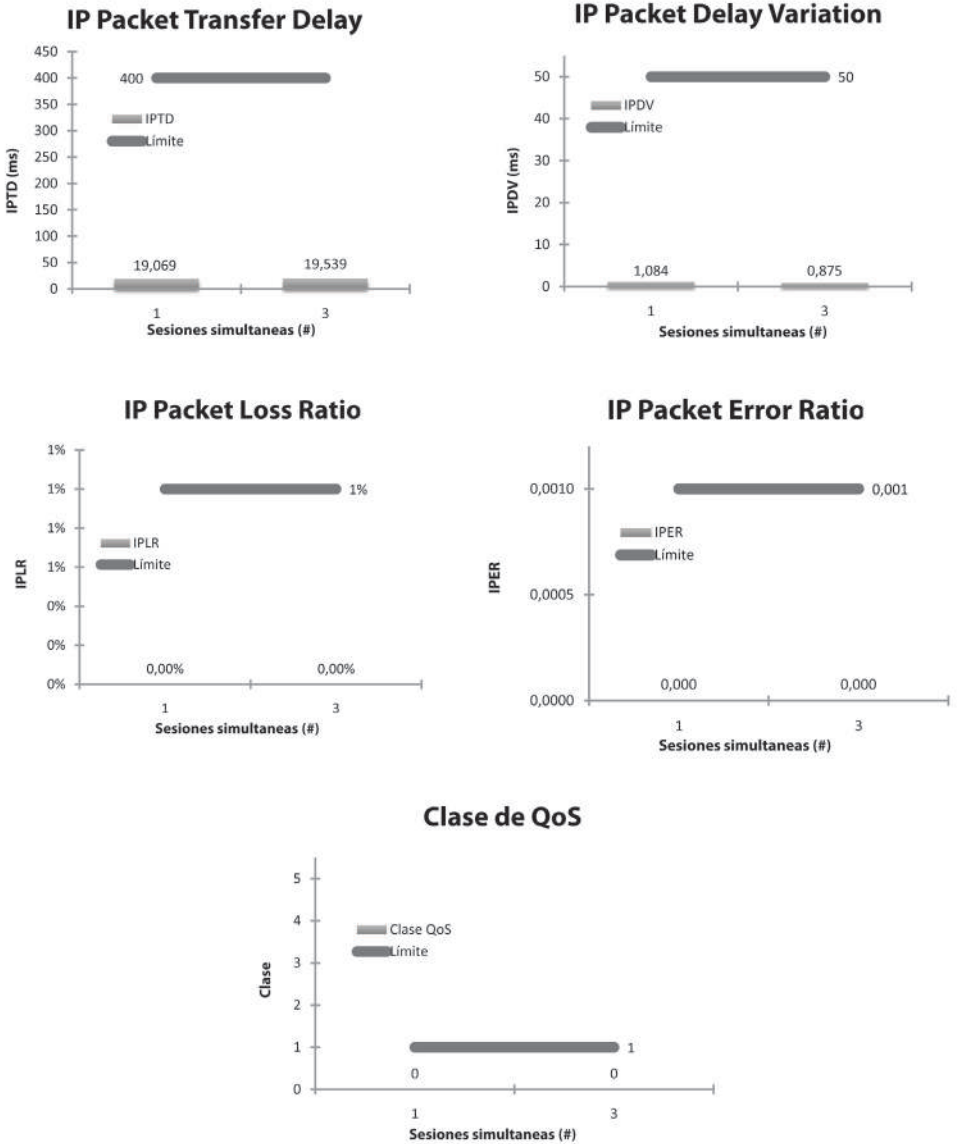 IP Packet Transfer Delay
450
400
350
300
250
200
150
100
50
0
IPTD (ms)
400
IPTD
Límite
19,069
19,539
1
3
Sesiones simultaneas (#)
IP Packet Delay Variation
50
40
30
20
10
0
IPDV (ms)
50
IPDV
Límite
1,084
0,875
1
3
Sesiones simultaneas (#)
IP Packet Loss Ratio
1%
1%
1%
1%
0%
0%
0%
IPLR
1%
IPLR
Límite
0,00%
0,00%
1
3
Sesiones simultaneas (#)
IP Packet Error Ratio
0,0010
0,0005
0,0000
IPER
0,001
IPER
Límite
0,000
0,000
1
3
Sesiones simultaneas (#)
Clase de QoS
5
4
3
2
1
0
Clase
Clase QoS
Límite
1
0
0
1
3
Sesiones simultaneas (#)